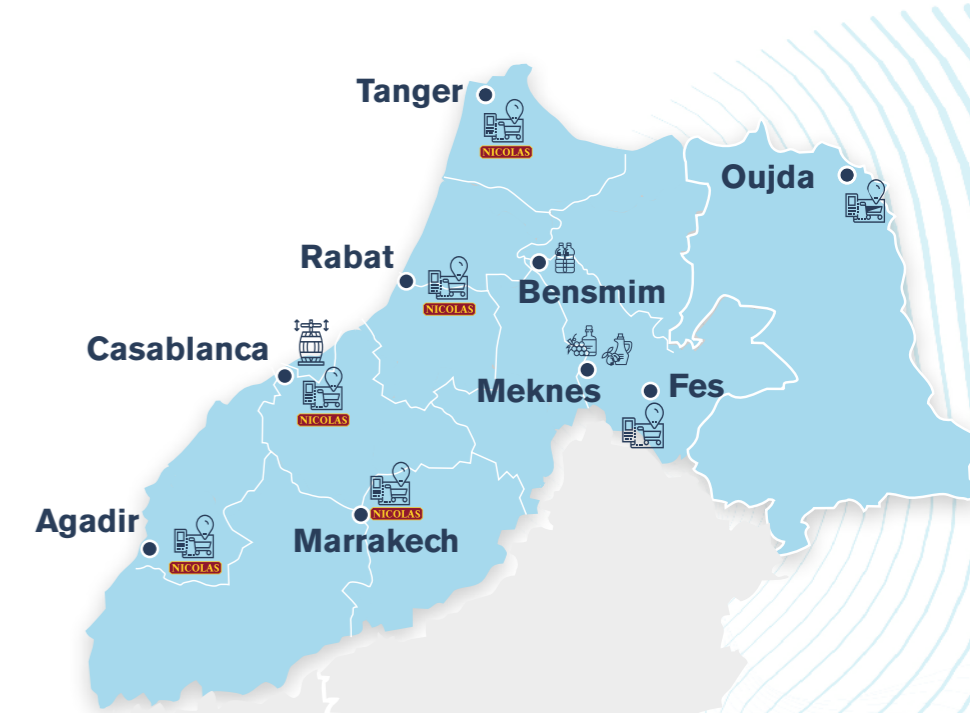 Tanger
NICOLAS
Oujda
Rabat
NICOLAS
Bensmim
Casablanca
NICOLAS
Meknes
Fes
Agadir
NICOLAS
Marrakech
NICOLAS